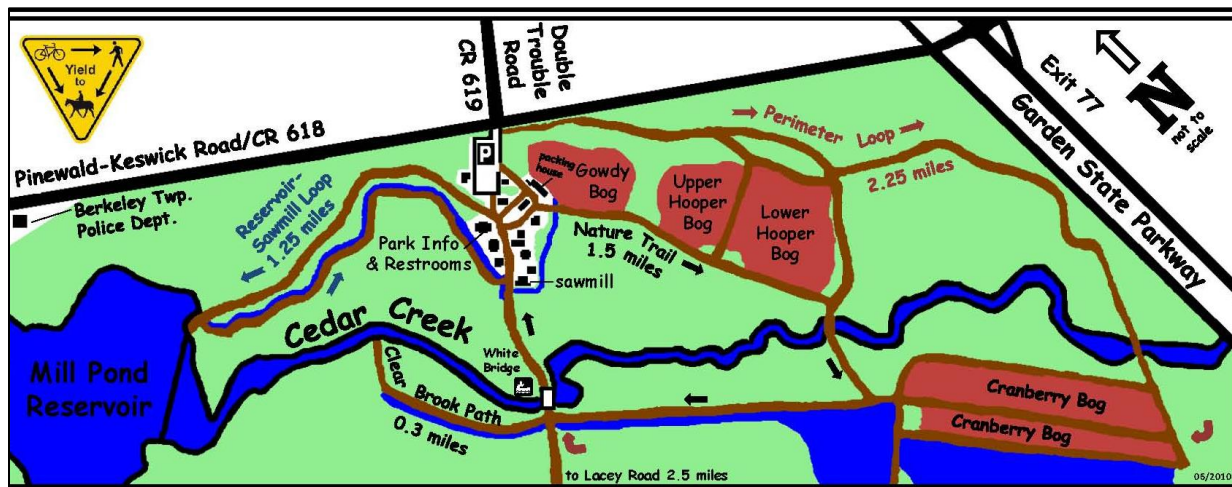 Yield
to
Pinewald-Keswick Road/CR 618
CR 619
Double
Trouble
Road
Exit 77
N
not to
scale
Garden State Parkway
Berkeley Twp.
Police Dept.
Reservoir-
Sawmill Loop
1.25 miles
P
packing
house
Gowdy
Bog
Perimeter Loop
2.25 miles
Upper
Hooper
Bog
Lower
Hooper
Bog
Park Info
& Restrooms
Nature Trail
1.5 miles
sawmill
Cedar Creek
White
Bridge
Mill Pond
Reservoir
Clear Brook Path
0.3 miles
Cranberry Bog
Cranberry Bog
to Lacey Road 2.5 miles
06/2010